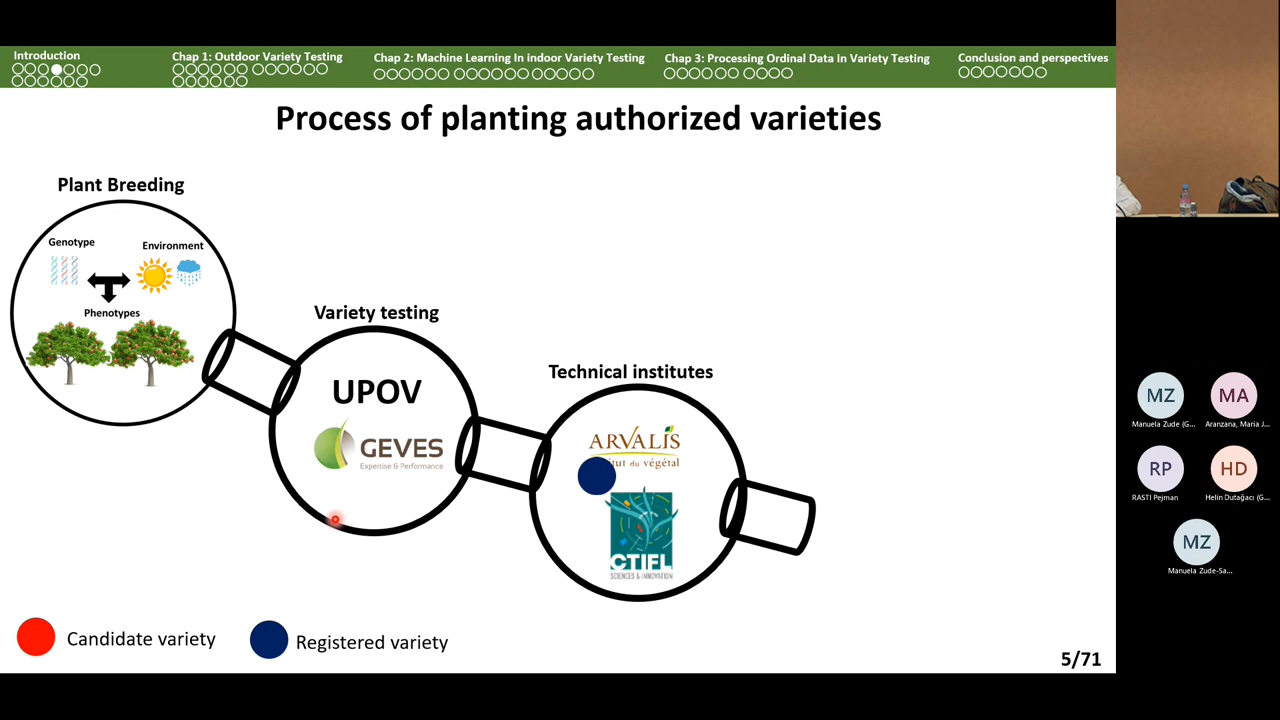 Introduction
Chap 1: Outdoor Variety Testing
Chap 2: Machine Learning In indoor Variety Testing
Chap 3: Processing Ordinal Data In Variety Testing
Conclusion and perspectives
Process of planting authorized varieties
Plant Breeding
Genotype
Environment
Phenotypes
Variety testing
UPOV
GEVES
Expertise & Performance
Technical institutes
ARVALIS
du végétal
CTIFL
SCIENCES & INNOVATION
Candidate variety
Registered variety
5/71
MZ
Manuela Zude (G...
MA
Aranzana, Maria J...
RP
RASTI Pejman
HD
Helin Dutağacı (G...
MZ
Manuela Zude-Sa...